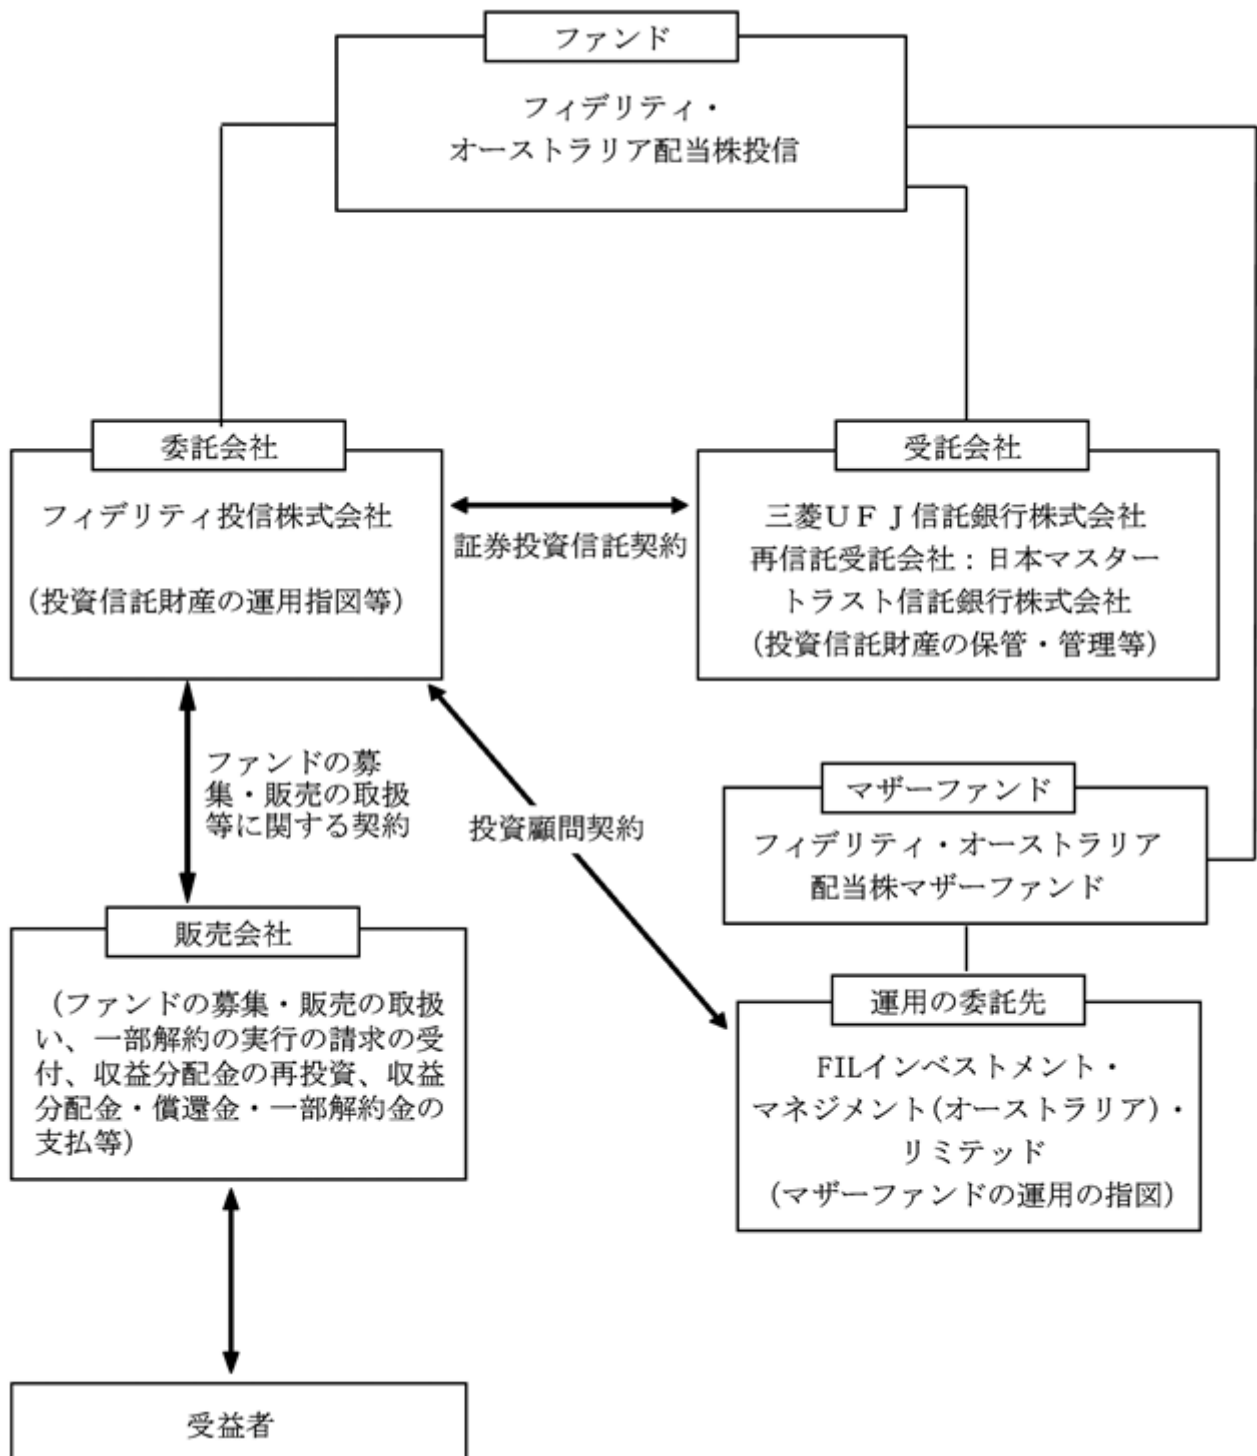 ファンド
フィデリティ・
オーストラリア配当株投信
委託会社
フィデリティ投信株式会社
(投資信託財産の運用指図等)
証券投資信託契約
受託会社
三菱UFJ信託銀行株式会社
再信託受託会社:日本マスター
トラスト信託銀行株式会社
(投資信託財産の保管・管理等)
ファンドの募
集・販売の取扱
等に関する契約
投資顧問契約
マザーファンド
フィデリティ・オーストラリア
配当株マザーファンド
販売会社
(ファンドの募集・販売の取扱
い、一部解約の実行の請求の受
付、収益分配金の再投資、収益
分配金・償還金・一部解約金の
支払等)
運用の委託先
FILインベストメント・
マネジメント(オーストラリア)・
リミテッド
(マザーファンドの運用の指図)
受益者